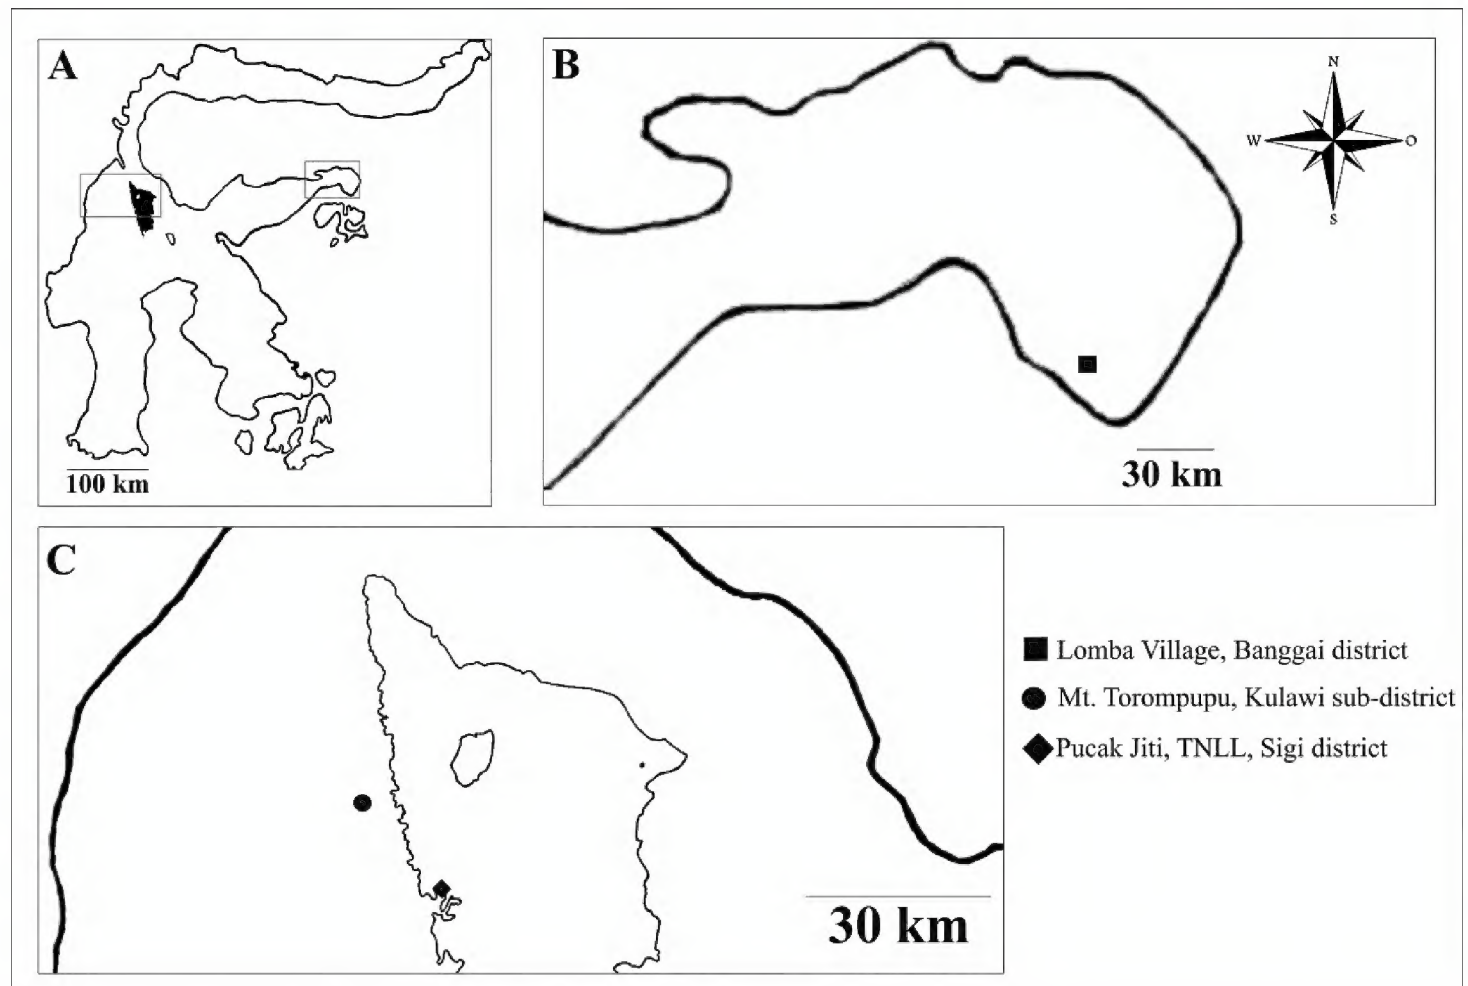 A
100 km
B
N
W
O
S
30 km
C
30 km
Lomba Village, Banggai district
Mt. Torompupu, Kulawi sub-district
Pucak Jiti, TNLL, Sigi district